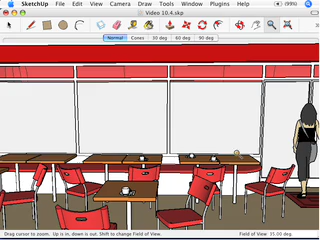 SketchUp File Edit View Camera Draw Tools Window Plugins Help (99%)
Video 10.4.skp
Normal Cones 30 deg 60 deg 90 deg
Drag cursor to zoom. Up is in, down is out. Shift to change Field of View. Field of View: 35.00 deg